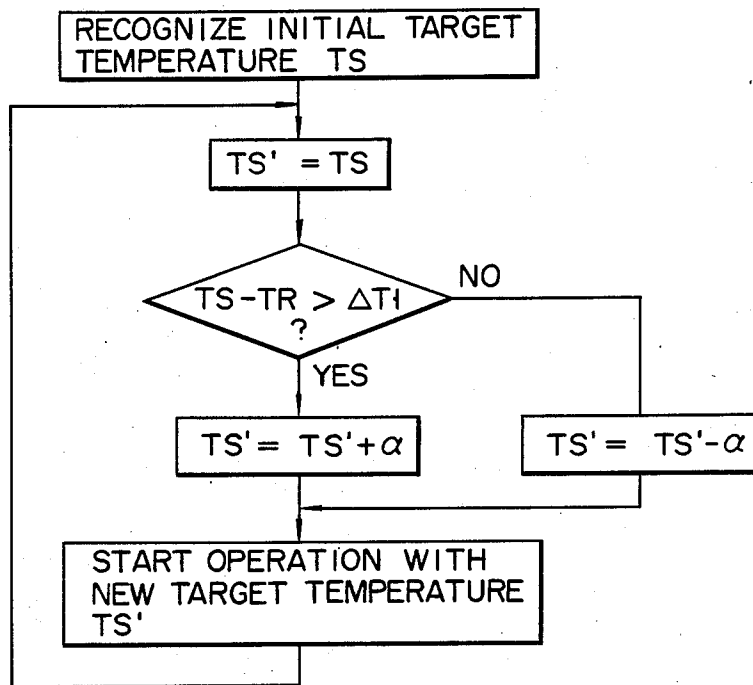 RECOGNIZE INITIAL TARGET
TEMPERATURE TS
TS' = TS
TS-TR > △T1
?
NO
YES
TS' = TS'+α
TS' = TS'-α
START OPERATION WITH
NEW TARGET TEMPERATURE
TS'